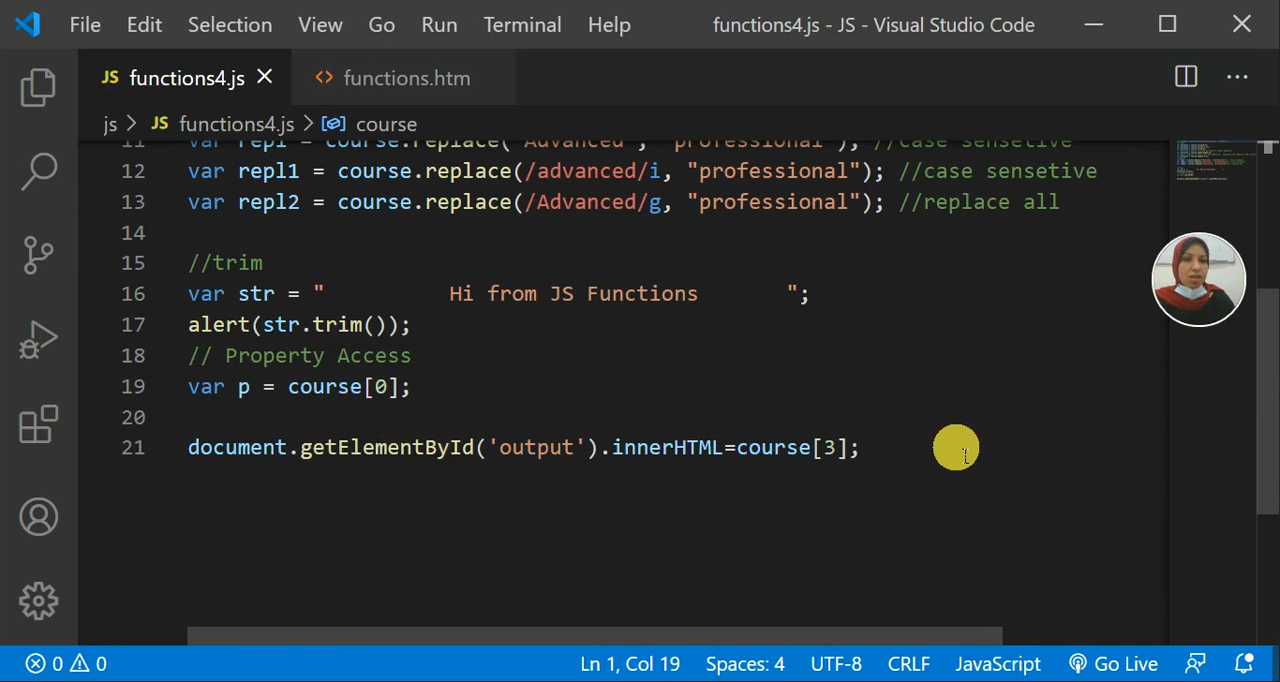 File Edit Selection View Go Run Terminal Help functions4.js - JS - Visual Studio Code
JS functions4.js functions.htm
js > JS functions4.js > course
11 var repl = course.replace("Advanced", "professional"); //case sensetive
12 var repl1 = course.replace(/advanced/i, "professional"); //case sensetive
13 var repl2 = course.replace(/Advanced/g, "professional"); //replace all
14
15 //trim
16 var str = "          Hi from JS Functions       ";
17 alert(str.trim());
18 // Property Access
19 var p = course[0];
20
21 document.getElementById('output').innerHTML=course[3];
0 0 Ln 1, Col 19 Spaces: 4 UTF-8 CRLF JavaScript Go Live